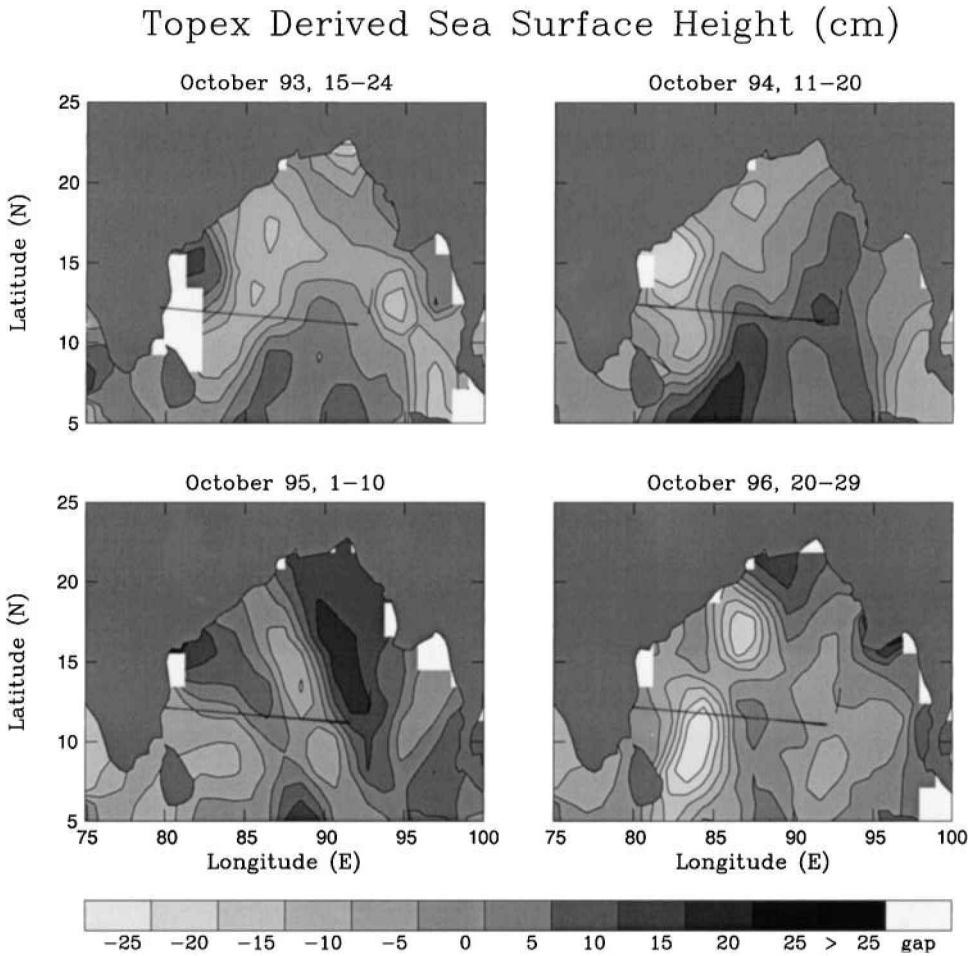 Topex Derived Sea Surface Height (cm)
October 93, 15-24
October 94, 11-20
25
20
15
10
5
Latitude (N)
October 95, 1-10
October 96, 20-29
25
20
15
10
5
Latitude (N)
75 80 85 90 95 100
75 80 85 90 95 100
Longitude (E)
Longitude (E)
-25 -20 -15 -10 -5 0 5 10 15 20 25 > 25 gap